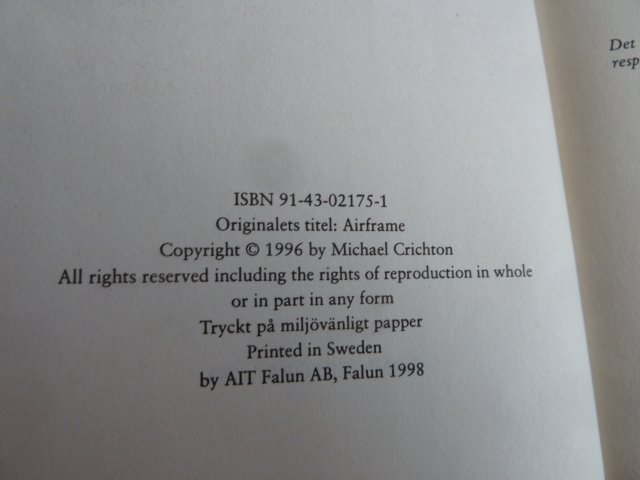 ISBN 91-43-02175-1
Originalets titel: Airframe
Copyright © 1996 by Michael Crichton
All rights reserved including the rights of reproduction in whole
or in part in any form
Tryckt på miljövänligt papper
Printed in Sweden
by AIT Falun AB, Falun 1998
Det
resp